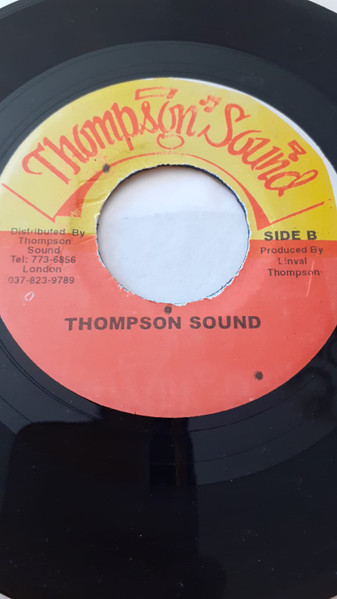 Thompson Sound
Distributed By
Thompson
Sound
Tel: 773-6856
London
037-823-9789
SIDE B
Produced By
Linval
Thompson
THOMPSON SOUND